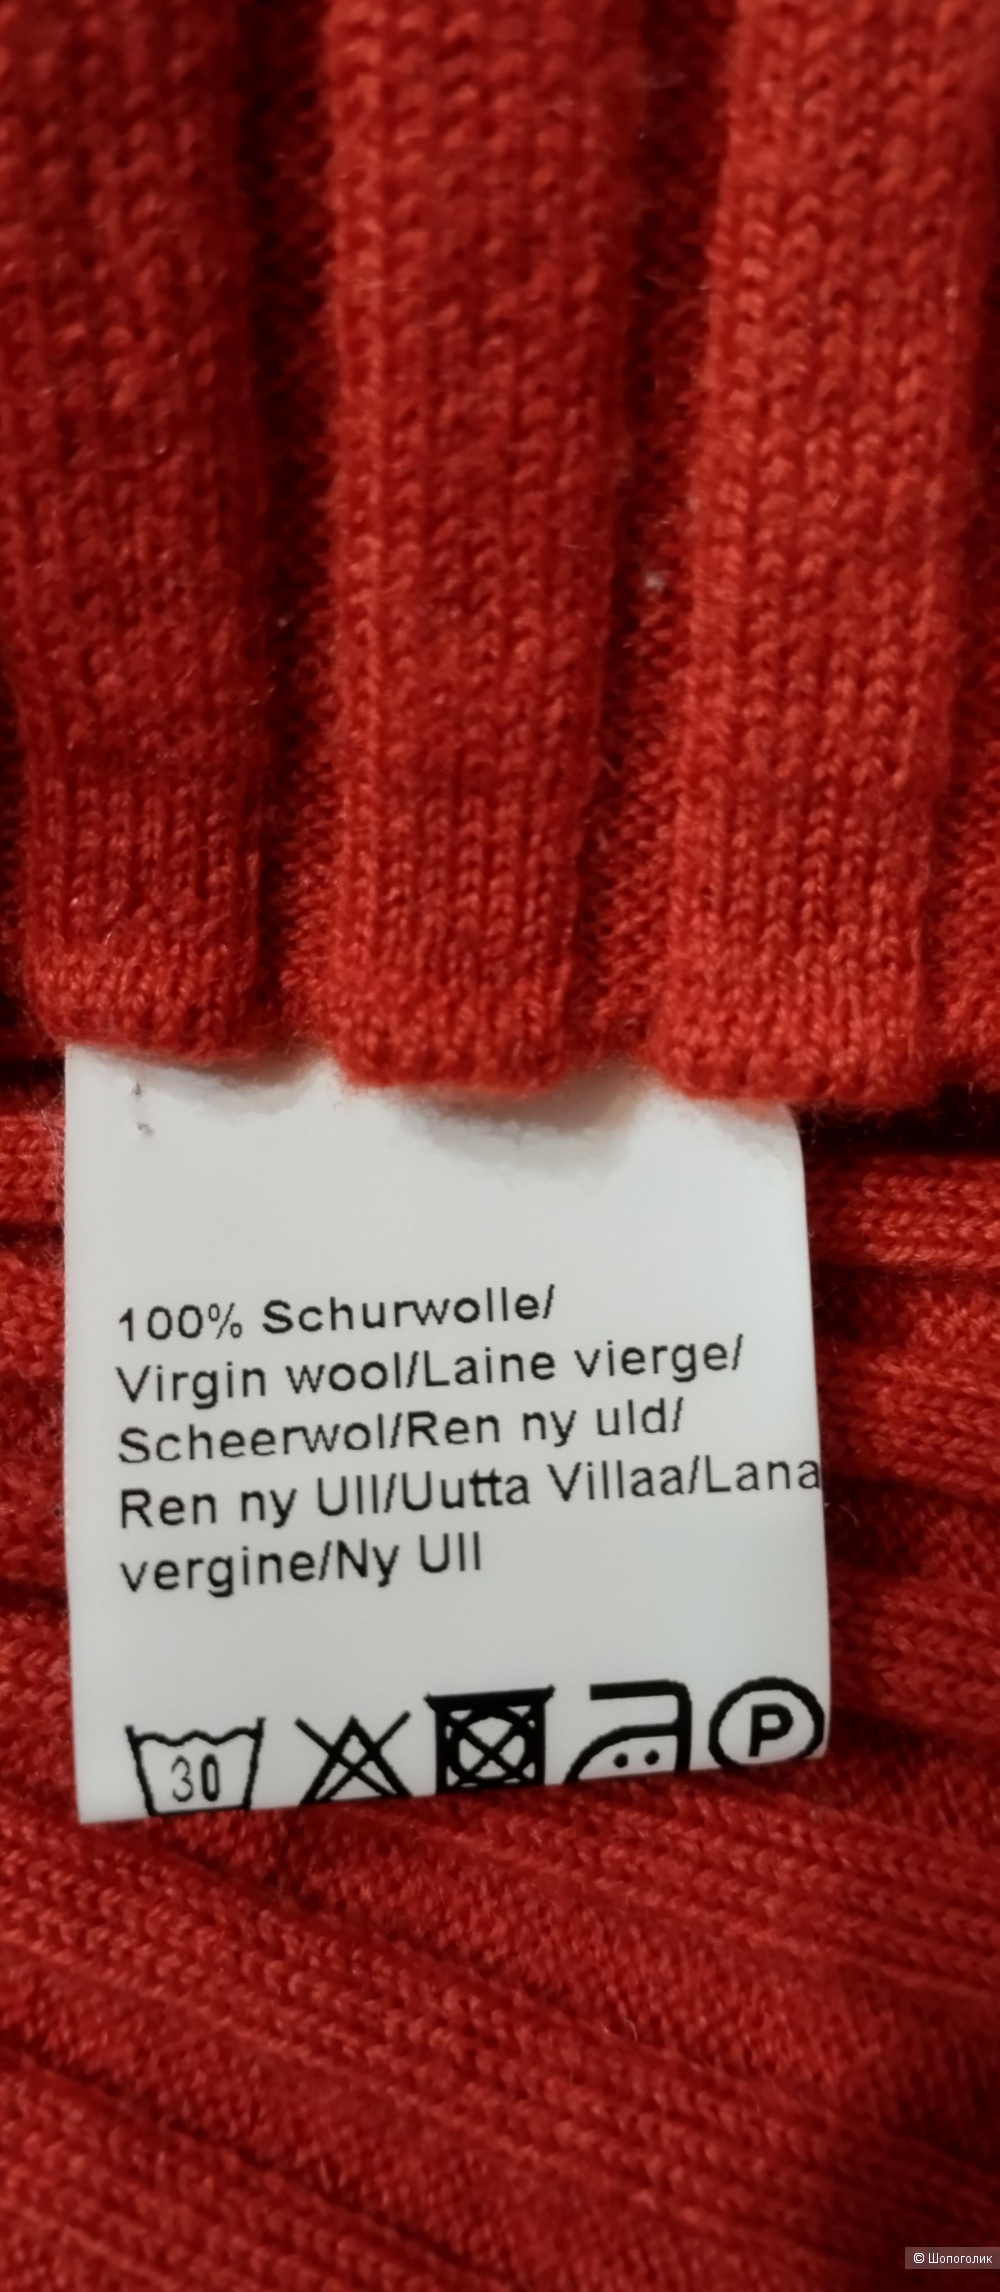 100% Schurwolle/
Virgin wool/Laine vierge/
Scheerwol/Ren ny uld/
Ren ny Ull/Uutta Villaa/Lana
vergine/Ny Ull
30
P
© Шопоголик